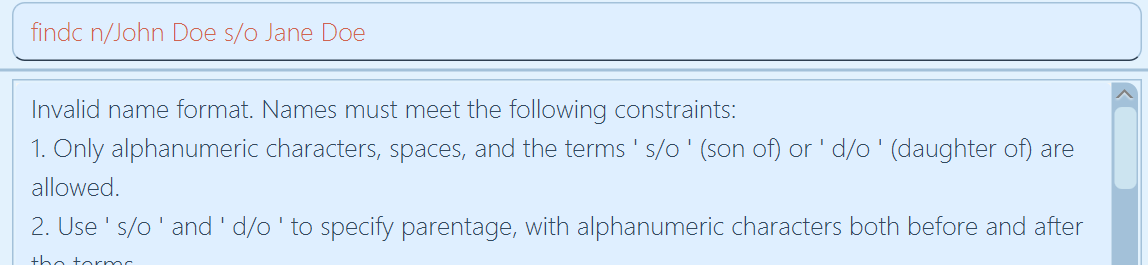 findc n/John Doe s/o Jane Doe
Invalid name format. Names must meet the following constraints:
1. Only alphanumeric characters, spaces, and the terms ' s/o ' (son of) or ' d/o ' (daughter of) are
allowed.
2. Use ' s/o ' and ' d/o ' to specify parentage, with alphanumeric characters both before and after
the terms.